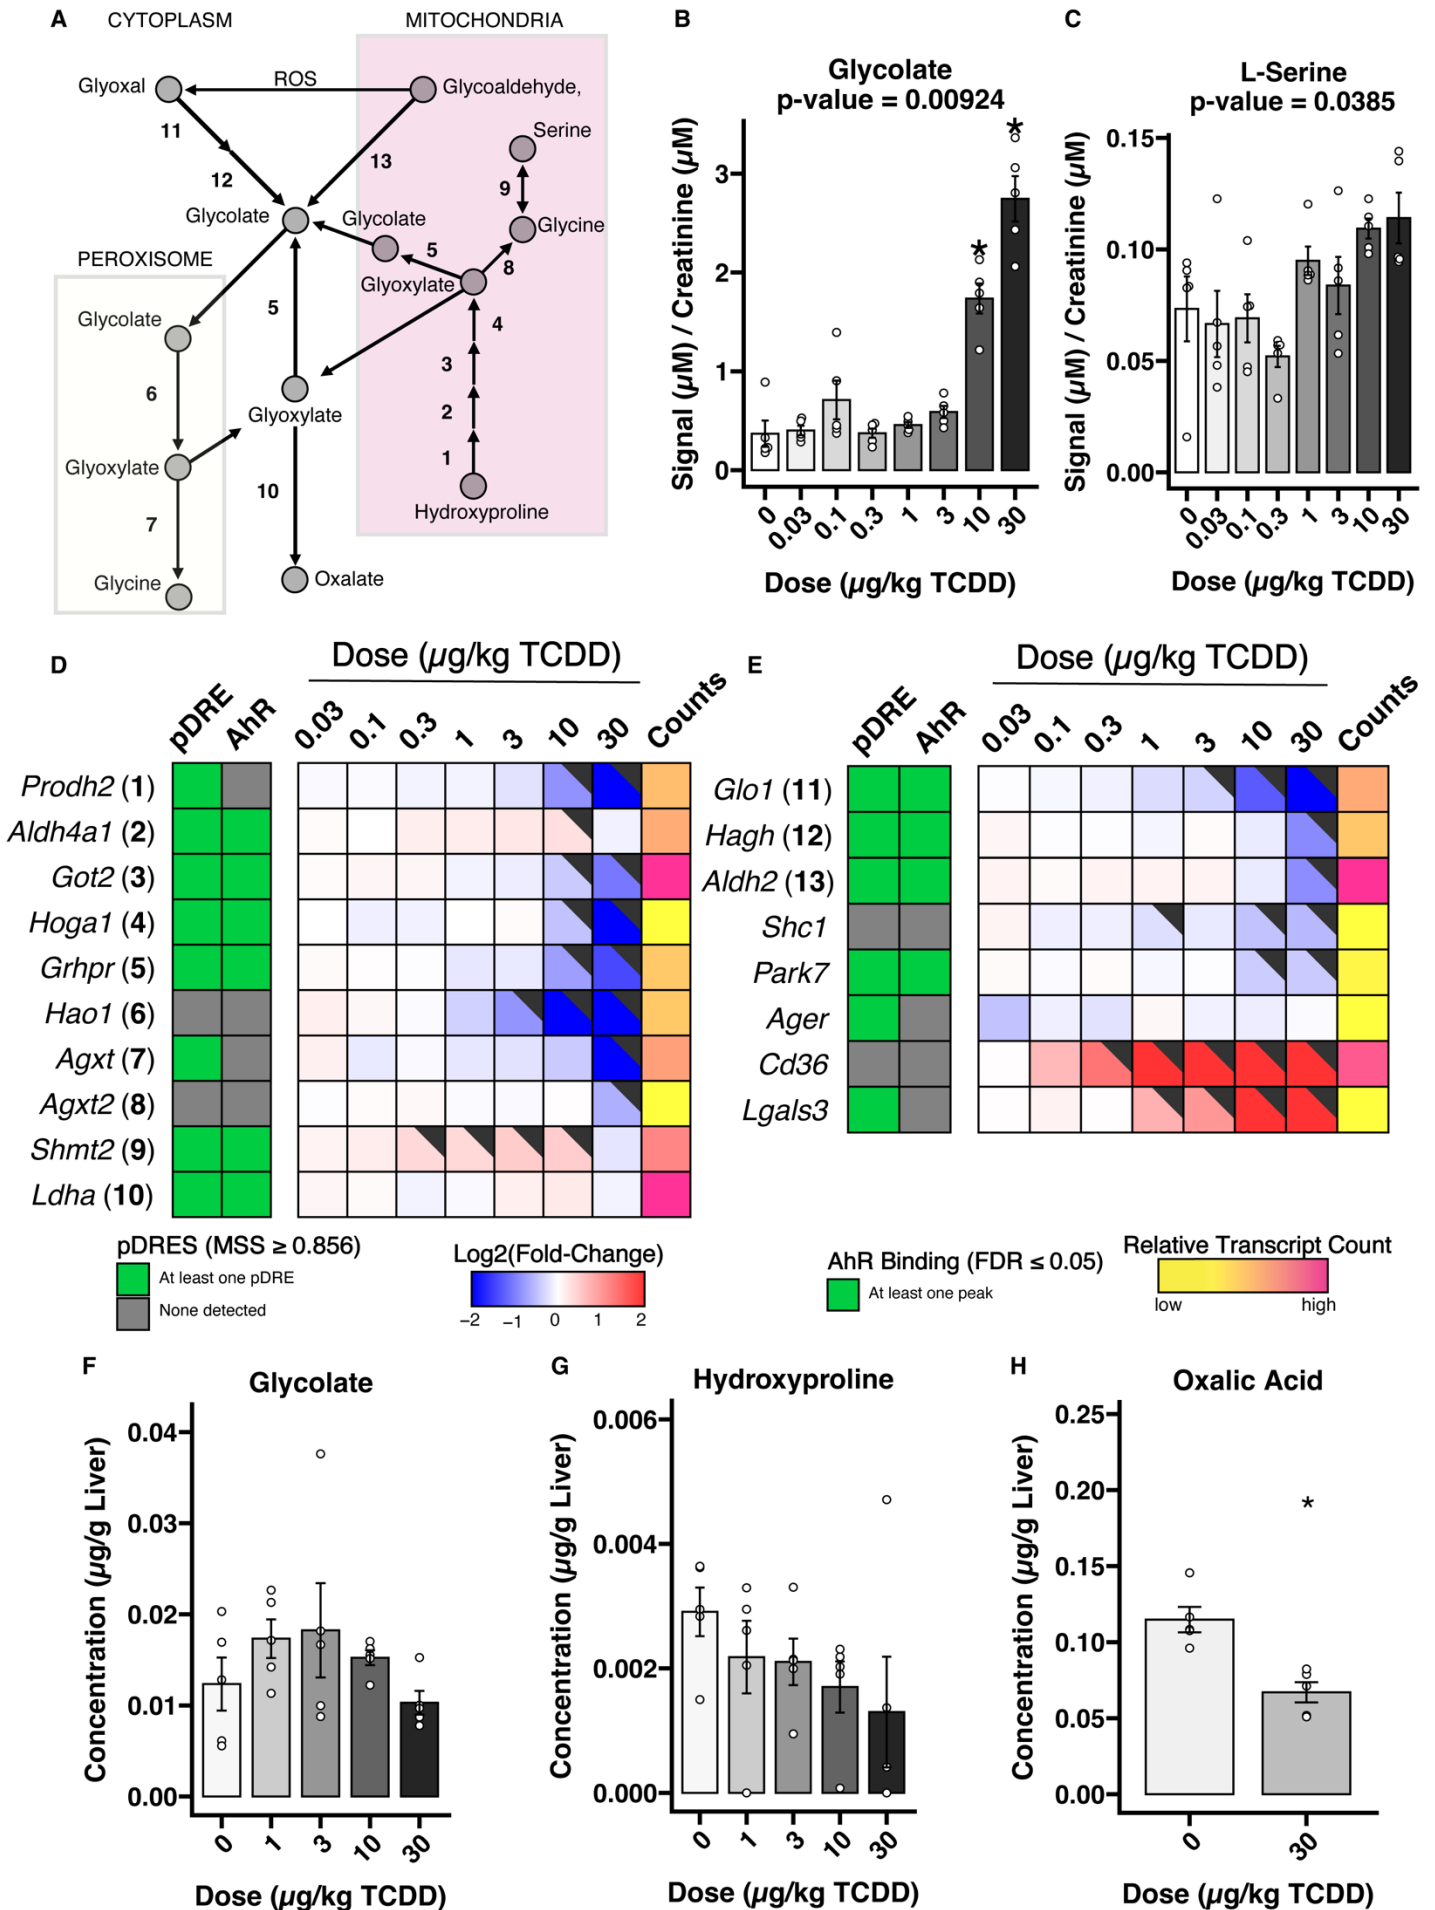 A
CYTOPLASM
MITOCHONDRIA
Glyoxal
ROS
Glycoaldehyde,
11
13
Serine
12
9
Glycolate
Glycolate
Glycine
5
8
PEROXISOME
Glyoxylate
Glycolate
5
4
6
3
Glyoxylate
2
Glyoxylate
1
10
Hydroxyproline
7
Glycine
Oxalate
B
Glycolate
p-value = 0.00924
Signal (µM) / Creatinine (µM)
3
2
1
0
*
*
0
0.03
0.1
0.3
1
3
10
30
Dose (µg/kg TCDD)
C
L-Serine
p-value = 0.0385
Signal (µM) / Creatinine (µM)
0.15
0.10
0.05
0.00
0
0.03
0.1
0.3
1
3
10
30
Dose (µg/kg TCDD)
D
Dose (µg/kg TCDD)
pDRE AhR 0.03 0.1 0.3 1 3 10 30 Counts
Prodh2 (1)
Aldh4a1 (2)
Got2 (3)
Hoga1 (4)
Grhpr (5)
Hao1 (6)
Agxt (7)
Agxt2 (8)
Shmt2 (9)
Ldha (10)
E
Dose (µg/kg TCDD)
pDRE AhR 0.03 0.1 0.3 1 3 10 30 Counts
Glo1 (11)
Hagh (12)
Aldh2 (13)
Shc1
Park7
Ager
Cd36
Lgals3
pDRES (MSS ≥ 0.856)
At least one pDRE
None detected
Log2(Fold-Change)
−2 −1 0 1 2
AhR Binding (FDR ≤ 0.05)
At least one peak
Relative Transcript Count
low high
F
Glycolate
Concentration (µg/g Liver)
0.04
0.03
0.02
0.01
0.00
0
1
3
10
30
Dose (µg/kg TCDD)
G
Hydroxyproline
Concentration (µg/g Liver)
0.006
0.004
0.002
0.000
0
1
3
10
30
Dose (µg/kg TCDD)
H
Oxalic Acid
Concentration (µg/g Liver)
0.25
0.20
0.15
0.10
0.05
0.00
*
0
30
Dose (µg/kg TCDD)